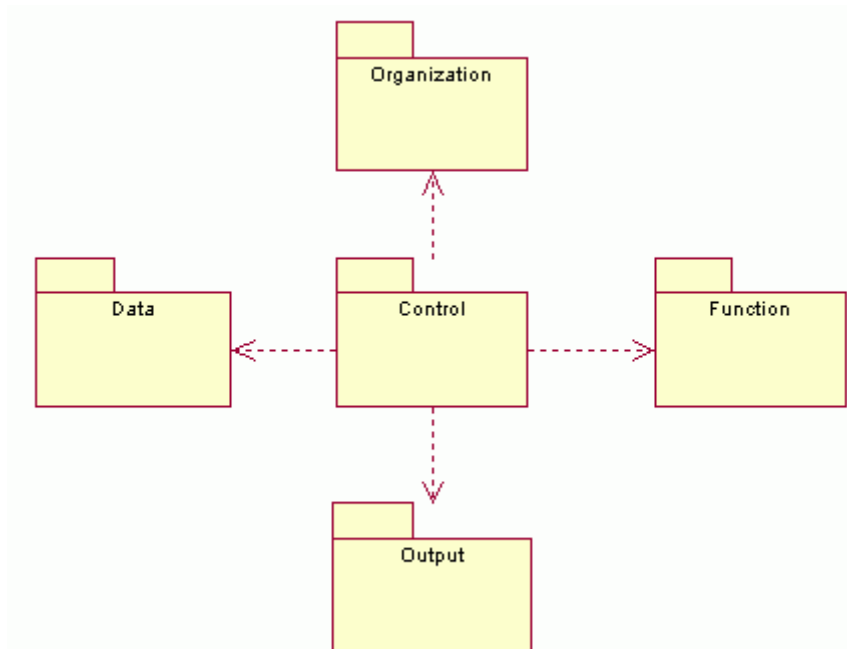 Organization
Data
Control
Function
Output